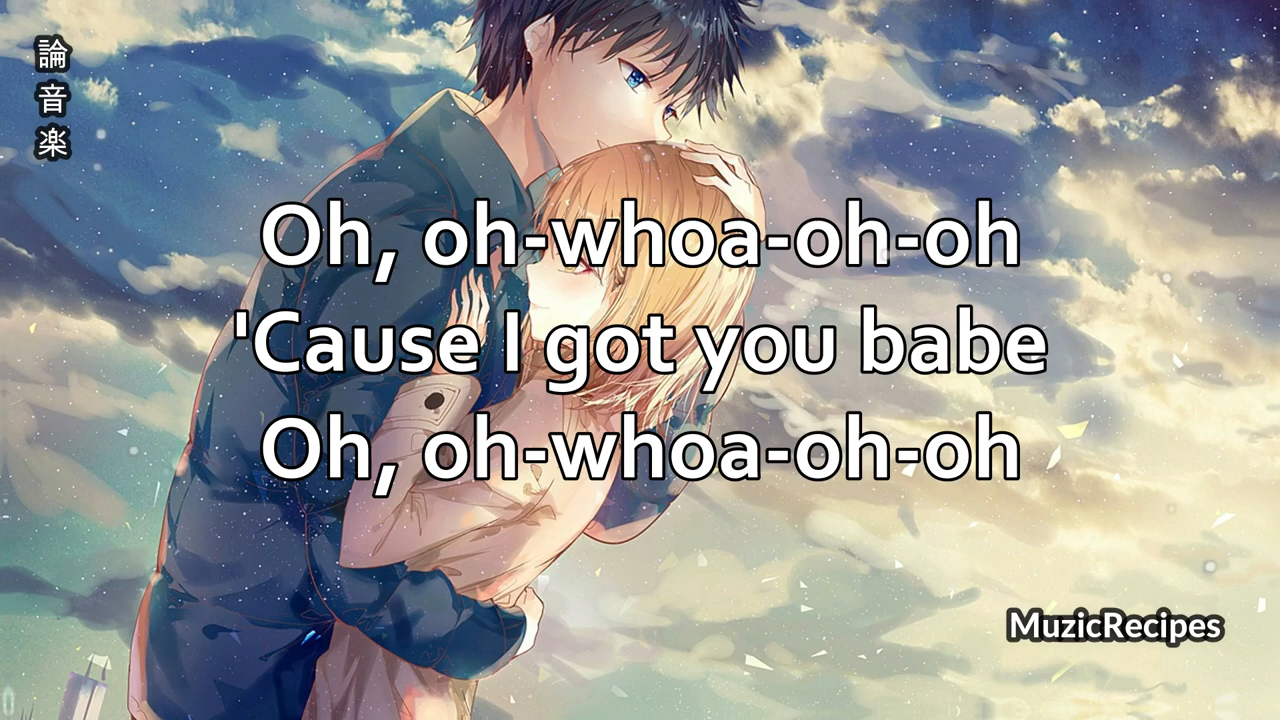 論音楽
Oh, oh-whoa-oh-oh
'Cause I got you babe
Oh, oh-whoa-oh-oh
MuzicRecipes